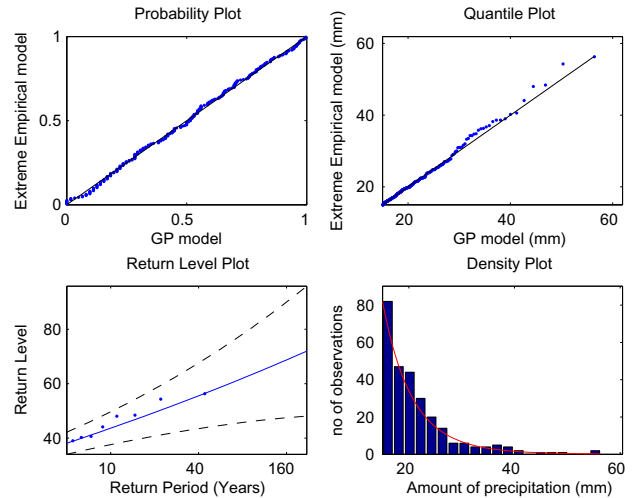 Probability Plot
Extreme Empirical model
1
0.5
0
0
0.5
1
GP model
Quantile Plot
Extreme Empirical model (mm)
60
40
20
20
40
60
GP model (mm)
Return Level Plot
Return Level
80
60
40
10
40
160
Return Period (Years)
Density Plot
no of observations
80
60
40
20
0
20
40
60
Amount of precipitation (mm)